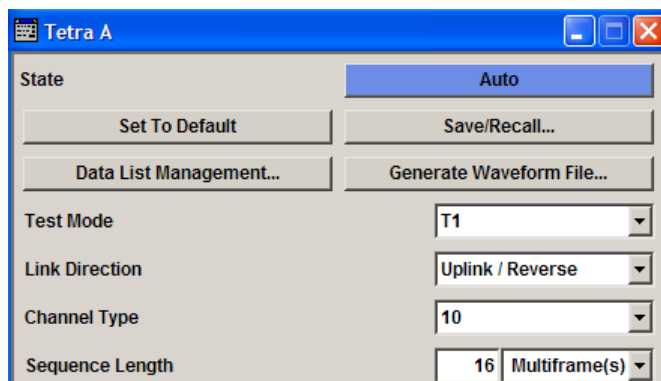 Tetra A
State Auto
Set To Default Save/Recall...
Data List Management... Generate Waveform File...
Test Mode T1
Link Direction Uplink / Reverse
Channel Type 10
Sequence Length 16 Multiframe(s)